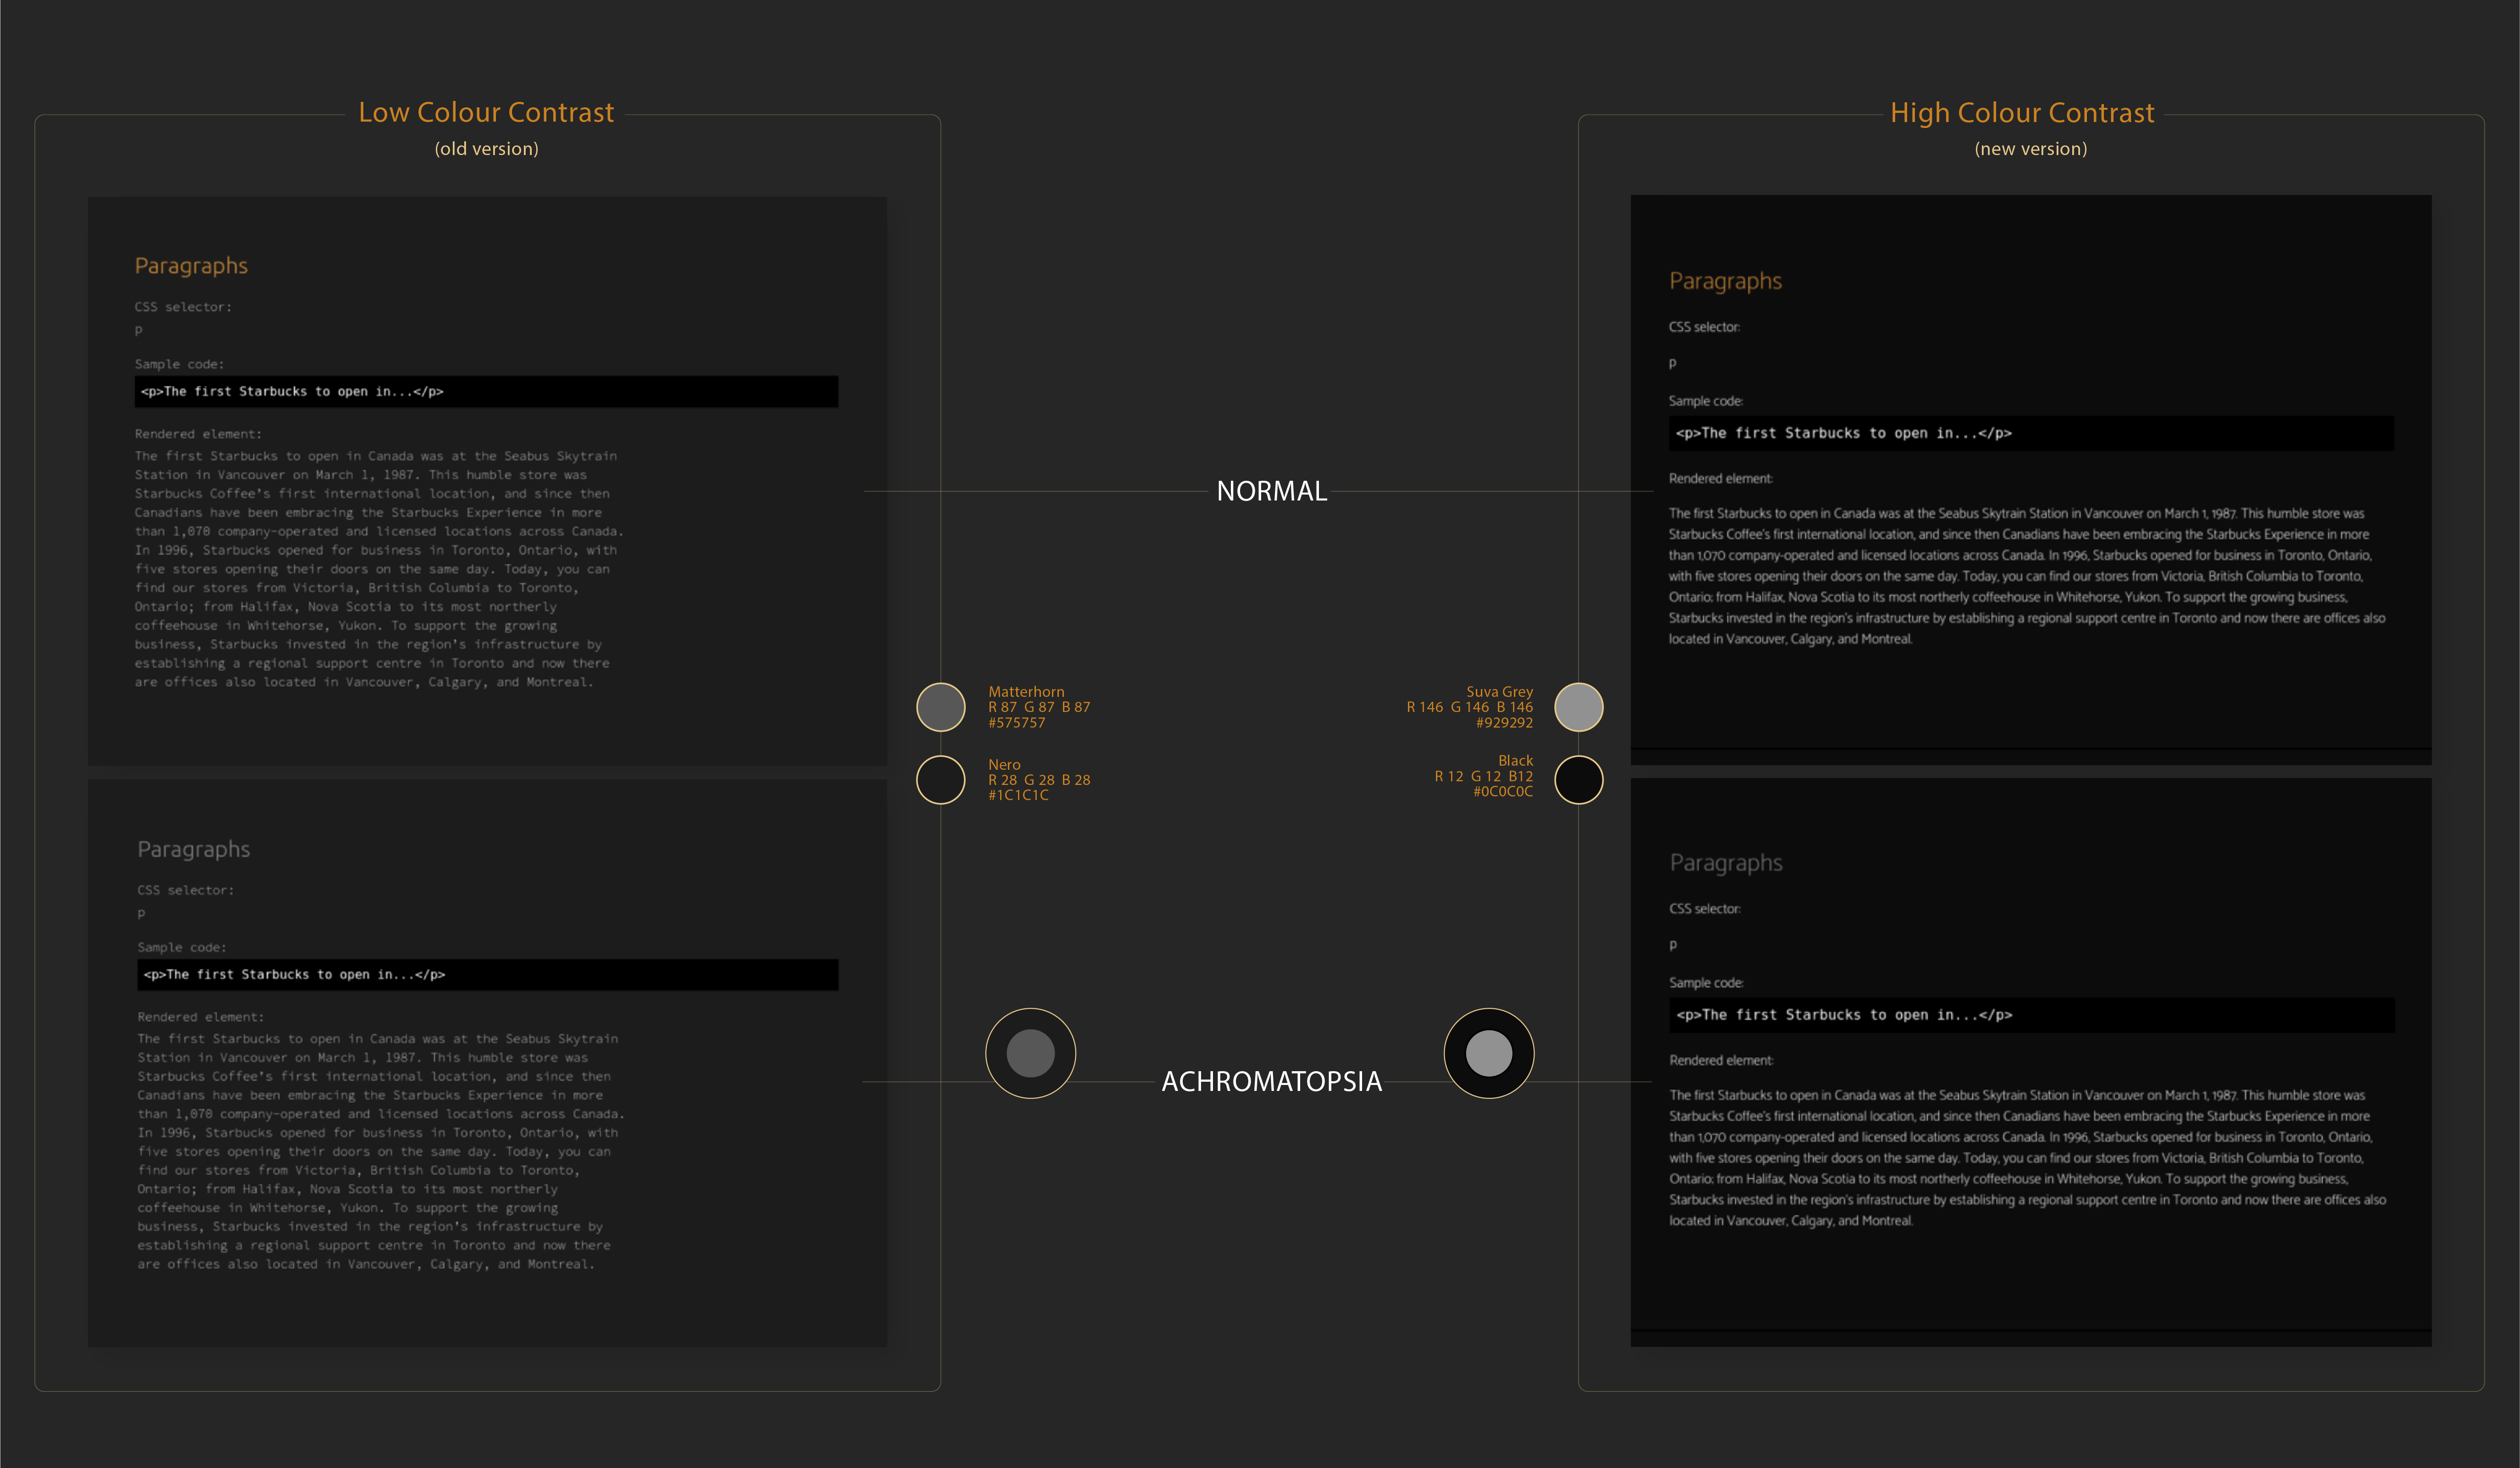 Low Colour Contrast
(old version)
Paragraphs
CSS selector:
p
Sample code:
<p>The first Starbucks to open in...</p>
Rendered element:
The first Starbucks to open in Canada was at the Seabus Skytrain
Station in Vancouver on March 1, 1987. This humble store was
Starbucks Coffee's first international location, and since then
Canadians have been embracing the Starbucks Experience in more
than 1,070 company-operated and licensed locations across Canada.
In 1996, Starbucks opened for business in Toronto, Ontario, with
five stores opening their doors on the same day. Today, you can
find our stores from Victoria, British Columbia to Toronto,
Ontario; from Halifax, Nova Scotia to its most northerly
coffeehouse in Whitehorse, Yukon. To support the growing
business, Starbucks invested in the region's infrastructure by
establishing a regional support centre in Toronto and now there
are offices also located in Vancouver, Calgary, and Montreal.
Paragraphs
CSS selector:
p
Sample code:
<p>The first Starbucks to open in...</p>
Rendered element:
The first Starbucks to open in Canada was at the Seabus Skytrain
Station in Vancouver on March 1, 1987. This humble store was
Starbucks Coffee's first international location, and since then
Canadians have been embracing the Starbucks Experience in more
than 1,070 company-operated and licensed locations across Canada.
In 1996, Starbucks opened for business in Toronto, Ontario, with
five stores opening their doors on the same day. Today, you can
find our stores from Victoria, British Columbia to Toronto,
Ontario; from Halifax, Nova Scotia to its most northerly
coffeehouse in Whitehorse, Yukon. To support the growing
business, Starbucks invested in the region's infrastructure by
establishing a regional support centre in Toronto and now there
are offices also located in Vancouver, Calgary, and Montreal.
NORMAL
Matterhorn
R 87 G 87 B 87
#575757
Nero
R 28 G 28 B 28
#1C1C1C
Suva Grey
R 146 G 146 B 146
#929292
Black
R 12 G 12 B12
#0C0C0C
ACHROMATOPSIA
High Colour Contrast
(new version)
Paragraphs
CSS selector:
p
Sample code:
<p>The first Starbucks to open in...</p>
Rendered element:
The first Starbucks to open in Canada was at the Seabus Skytrain Station in Vancouver on March 1, 1987. This humble store was
Starbucks Coffee's first international location, and since then Canadians have been embracing the Starbucks Experience in more
than 1,070 company-operated and licensed locations across Canada. In 1996, Starbucks opened for business in Toronto, Ontario,
with five stores opening their doors on the same day. Today, you can find our stores from Victoria, British Columbia to Toronto,
Ontario; from Halifax, Nova Scotia to its most northerly coffeehouse in Whitehorse, Yukon. To support the growing business,
Starbucks invested in the region's infrastructure by establishing a regional support centre in Toronto and now there are offices also
located in Vancouver, Calgary, and Montreal.
Paragraphs
CSS selector:
p
Sample code:
<p>The first Starbucks to open in...</p>
Rendered element:
The first Starbucks to open in Canada was at the Seabus Skytrain Station in Vancouver on March 1, 1987. This humble store was
Starbucks Coffee's first international location, and since then Canadians have been embracing the Starbucks Experience in more
than 1,070 company-operated and licensed locations across Canada. In 1996, Starbucks opened for business in Toronto, Ontario,
with five stores opening their doors on the same day. Today, you can find our stores from Victoria, British Columbia to Toronto,
Ontario; from Halifax, Nova Scotia to its most northerly coffeehouse in Whitehorse, Yukon. To support the growing business,
Starbucks invested in the region's infrastructure by establishing a regional support centre in Toronto and now there are offices also
located in Vancouver, Calgary, and Montreal.